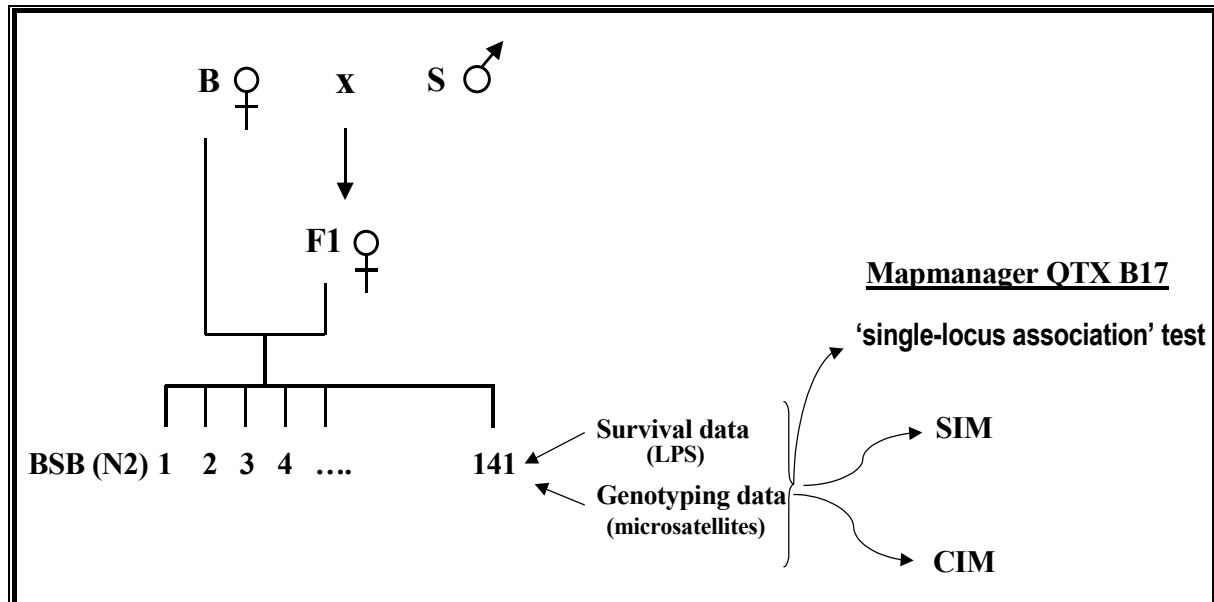 B ♀ x S ♂
F1 ♀
BSB (N2) 1 2 3 4 .... 141
Survival data
(LPS)
Genotyping data
(microsatellites)
Mapmanager QTX B17
‘single-locus association’ test
SIM
CIM